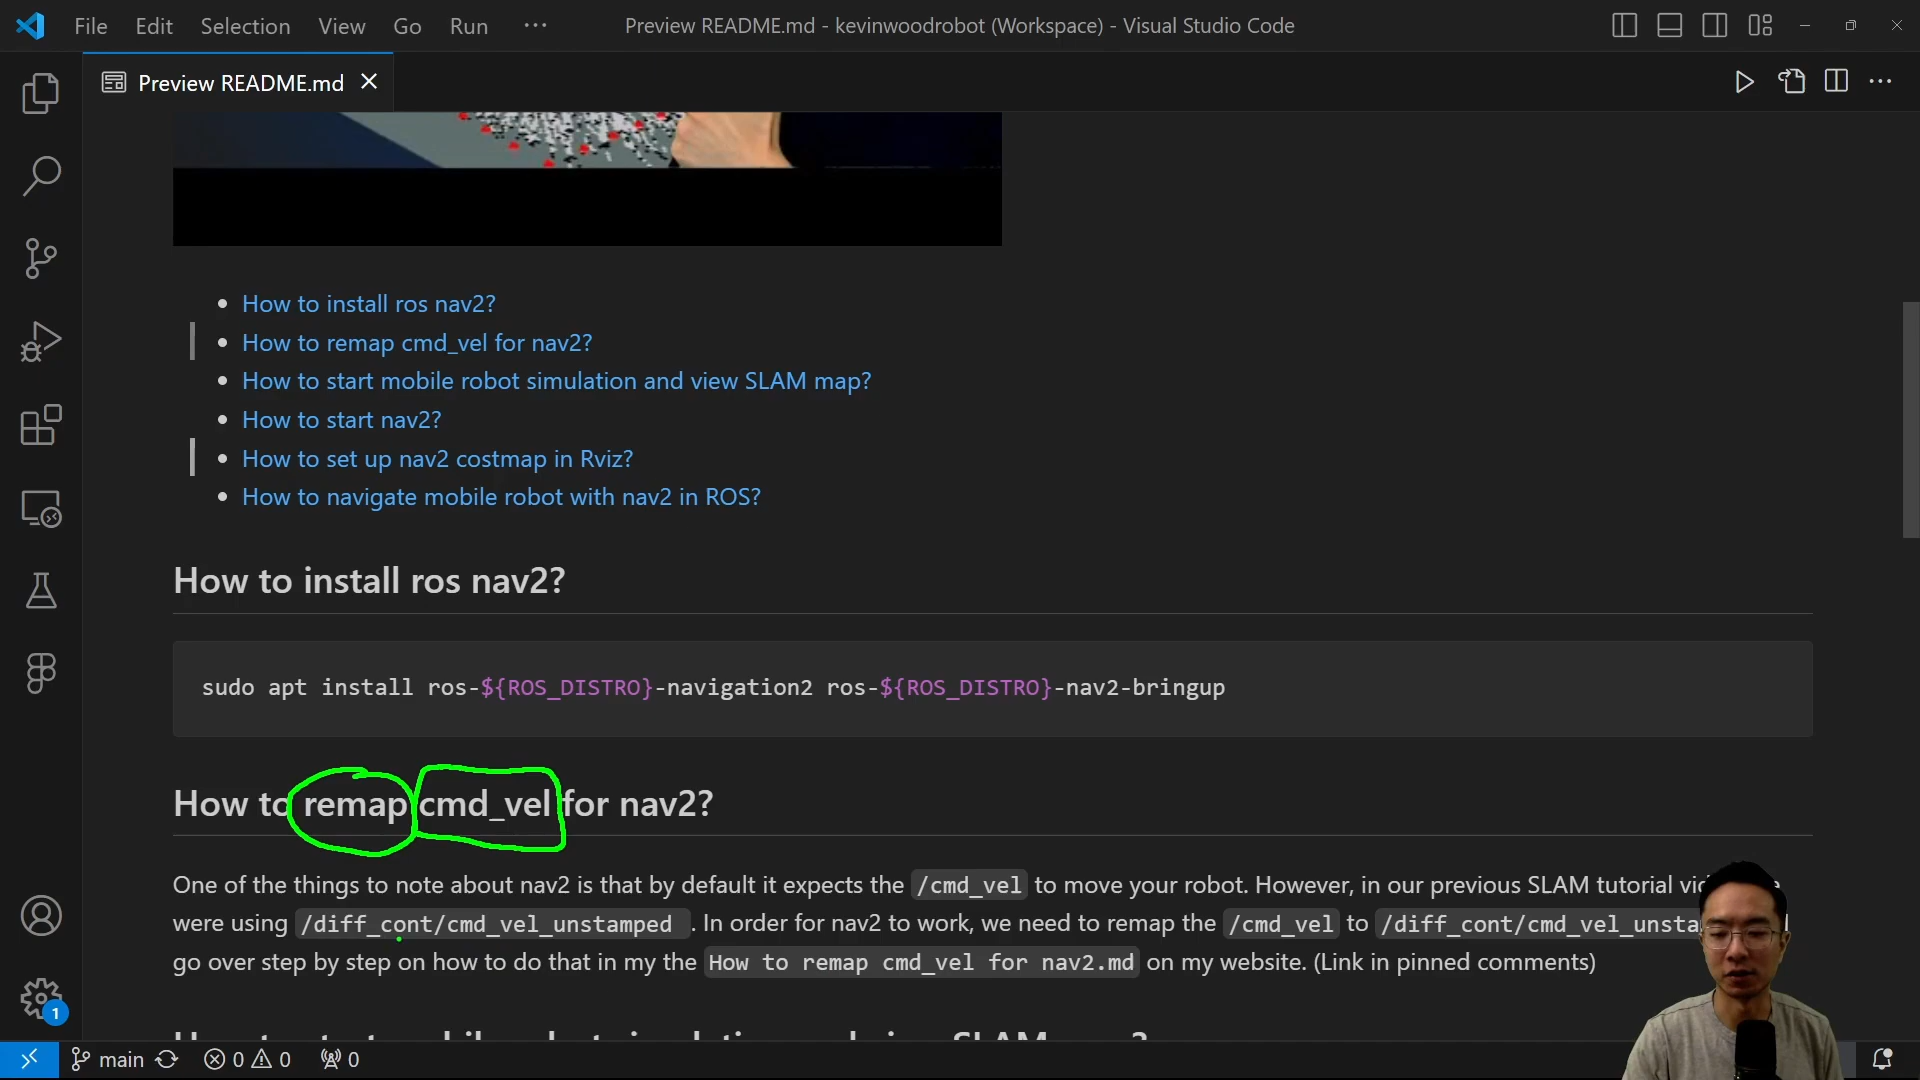 File Edit Selection View Go Run ··· Preview README.md - kevinwoodrobot (Workspace) - Visual Studio Code
Preview README.md
How to install ros nav2?
How to remap cmd_vel for nav2?
How to start mobile robot simulation and view SLAM map?
How to start nav2?
How to set up nav2 costmap in Rviz?
How to navigate mobile robot with nav2 in ROS?
How to install ros nav2?
sudo apt install ros-${ROS_DISTRO}-navigation2 ros-${ROS_DISTRO}-nav2-bringup
How to remap cmd_vel for nav2?
One of the things to note about nav2 is that by default it expects the /cmd_vel to move your robot. However, in our previous SLAM tutorial
were using /diff_cont/cmd_vel_unstamped . In order for nav2 to work, we need to remap the /cmd_vel to
go over step by step on how to do that in my the How to remap cmd_vel for nav2.md on my website. (Link in pinned comments)
1
main 0 0 0